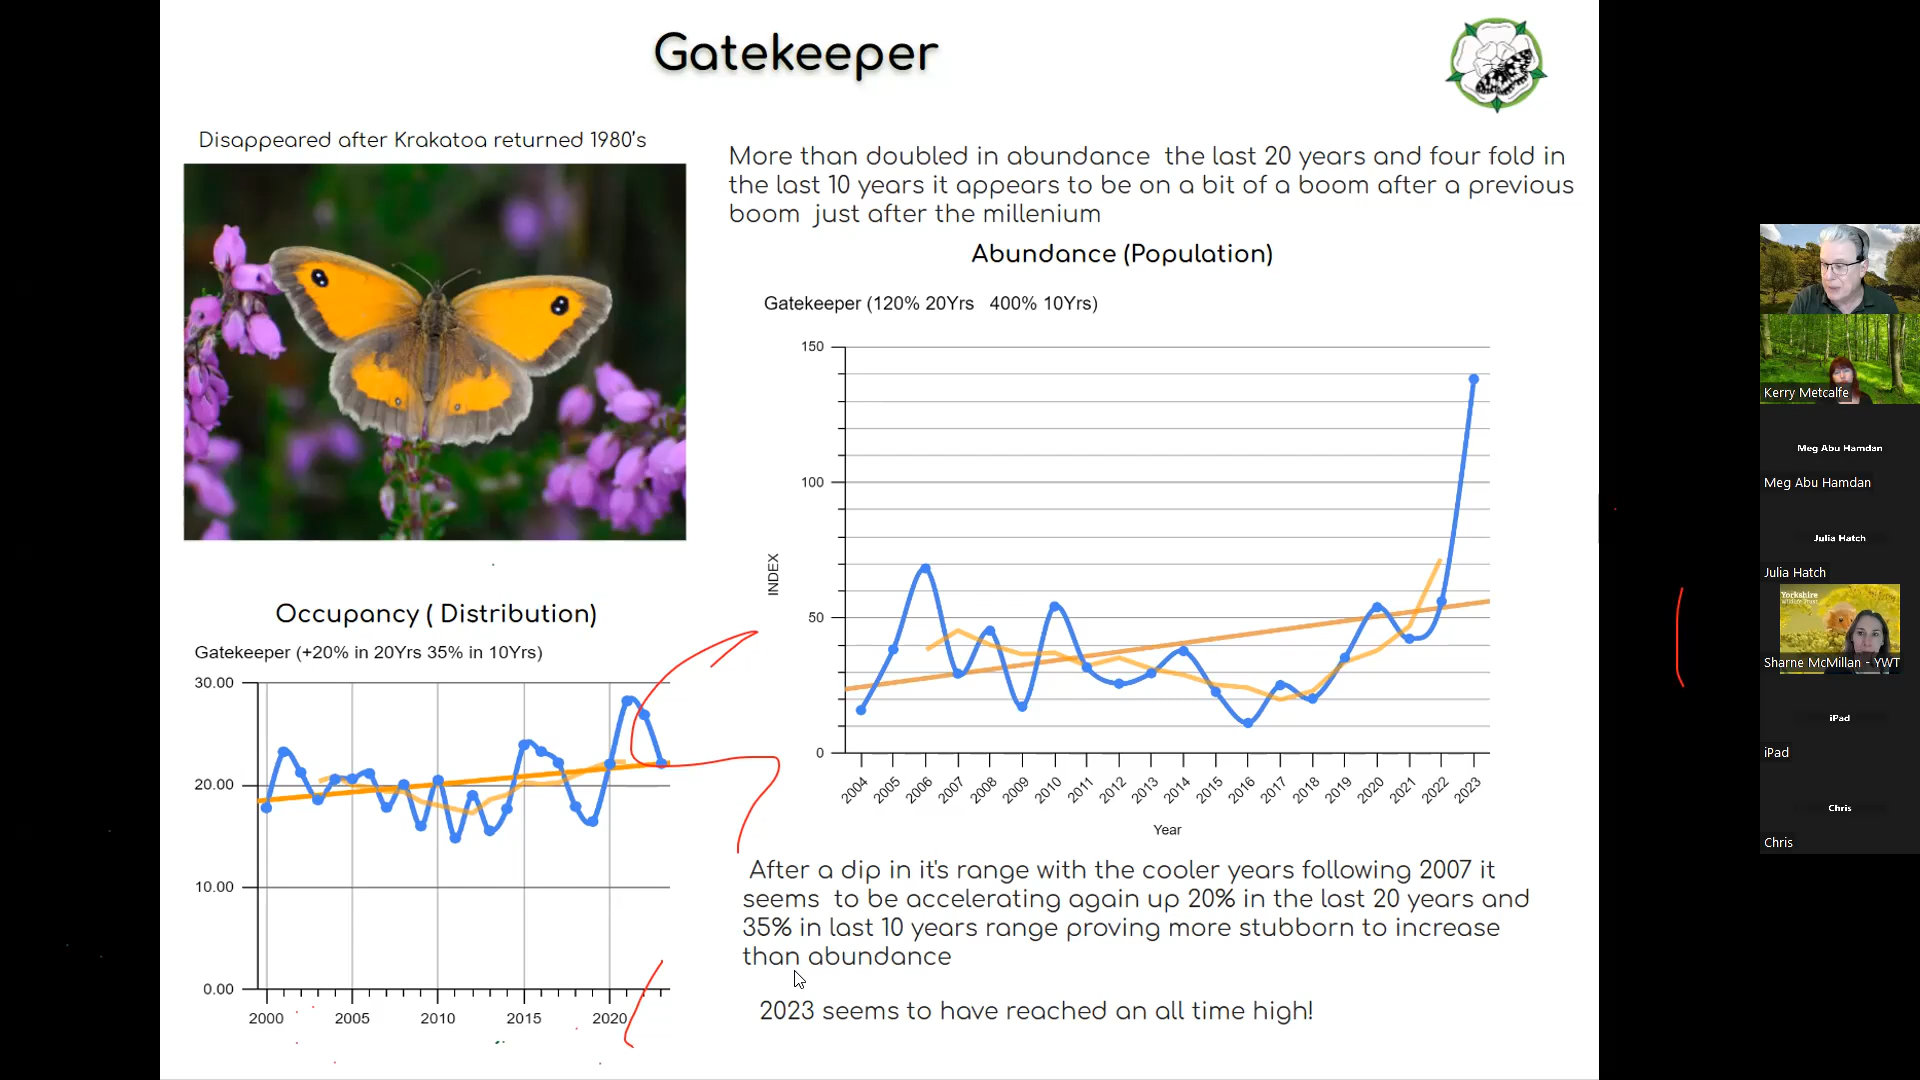 Gatekeeper
Disappeared after Krakatoa returned 1980's
More than doubled in abundance the last 20 years and four fold in
the last 10 years it appears to be on a bit of a boom after a previous
boom just after the millenium
Abundance (Population)
Gatekeeper (120% 20Yrs 400% 10Yrs)
150
100
50
0
INDEX
2004 2005 2006 2007 2008 2009 2010 2011 2012 2013 2014 2015 2016 2017 2018 2019 2020 2021 2022 2023
Year
Occupancy ( Distribution)
Gatekeeper (+20% in 20Yrs 35% in 10Yrs)
30.00
20.00
10.00
0.00
2000 2005 2010 2015 2020
After a dip in it's range with the cooler years following 2007 it
seems to be accelerating again up 20% in the last 20 years and
35% in last 10 years range proving more stubborn to increase
than abundance
2023 seems to have reached an all time high!
Kerry Metcalfe
Meg Abu Hamdan
Meg Abu Hamdan
Julia Hatch
Julia Hatch
Yorkshire
Wildlife Trust
Sharne McMillan - YWT
iPad
iPad
Chris
Chris